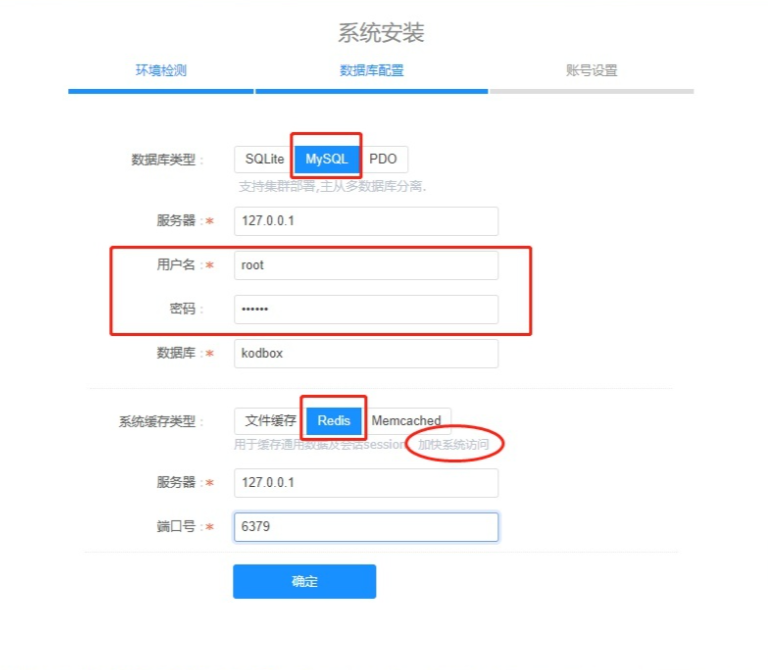 系统安装
环境检测 数据库配置 账号设置
数据库类型 : SQLite MySQL PDO
支持集群部署,主从多数据库分离.
服务器 : * 127.0.0.1
用户名 : * root
密码 : ••••••
数据库 : * kodbox
系统缓存类型 : 文件缓存 Redis Memcached
用于缓存通用数据及会话session 加快系统访问
服务器 : * 127.0.0.1
端口号 : * 6379
确定